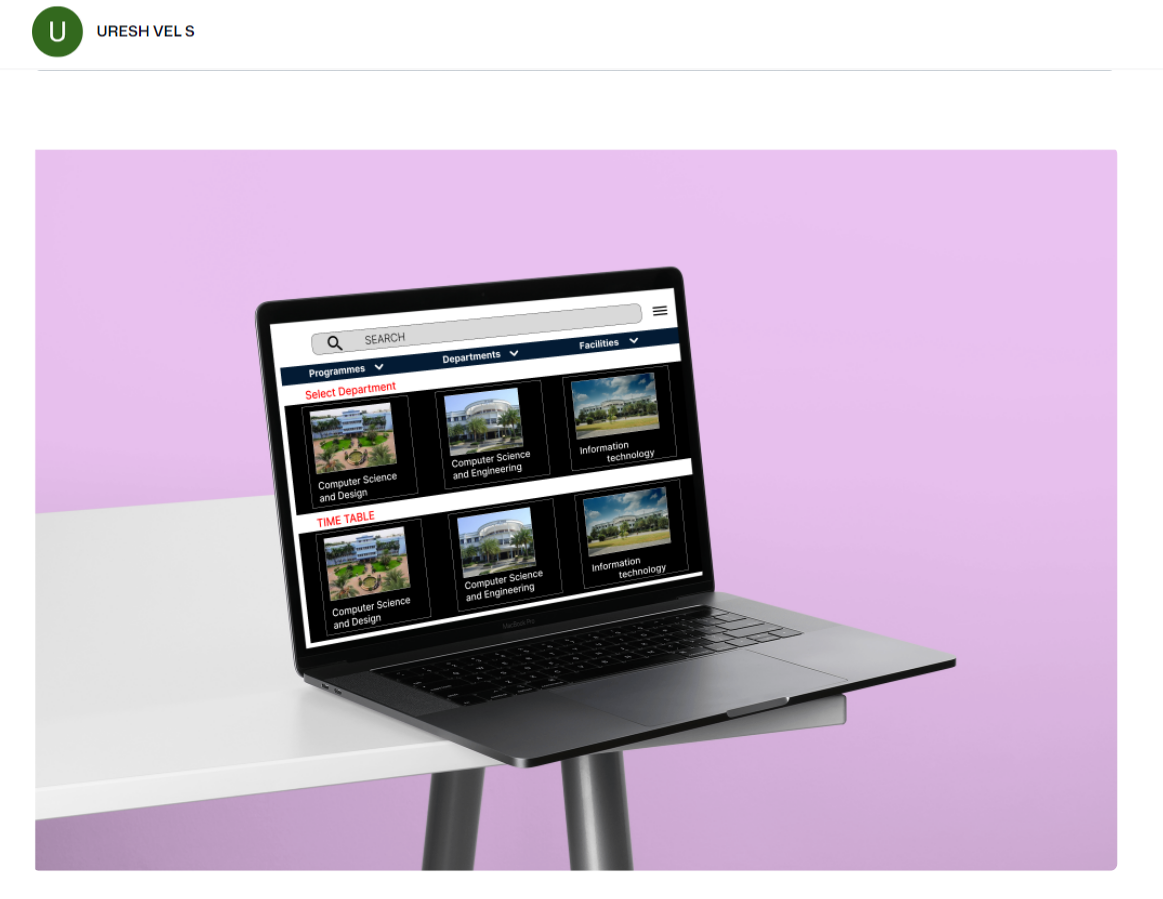 U
URESH VEL S
SEARCH
Programmes
Departments
Facilities
Select Department
Computer Science
and Design
Computer Science
and Engineering
Information
technology
TIME TABLE
Computer Science
and Design
Computer Science
and Engineering
Information
technology
MacBook Pro